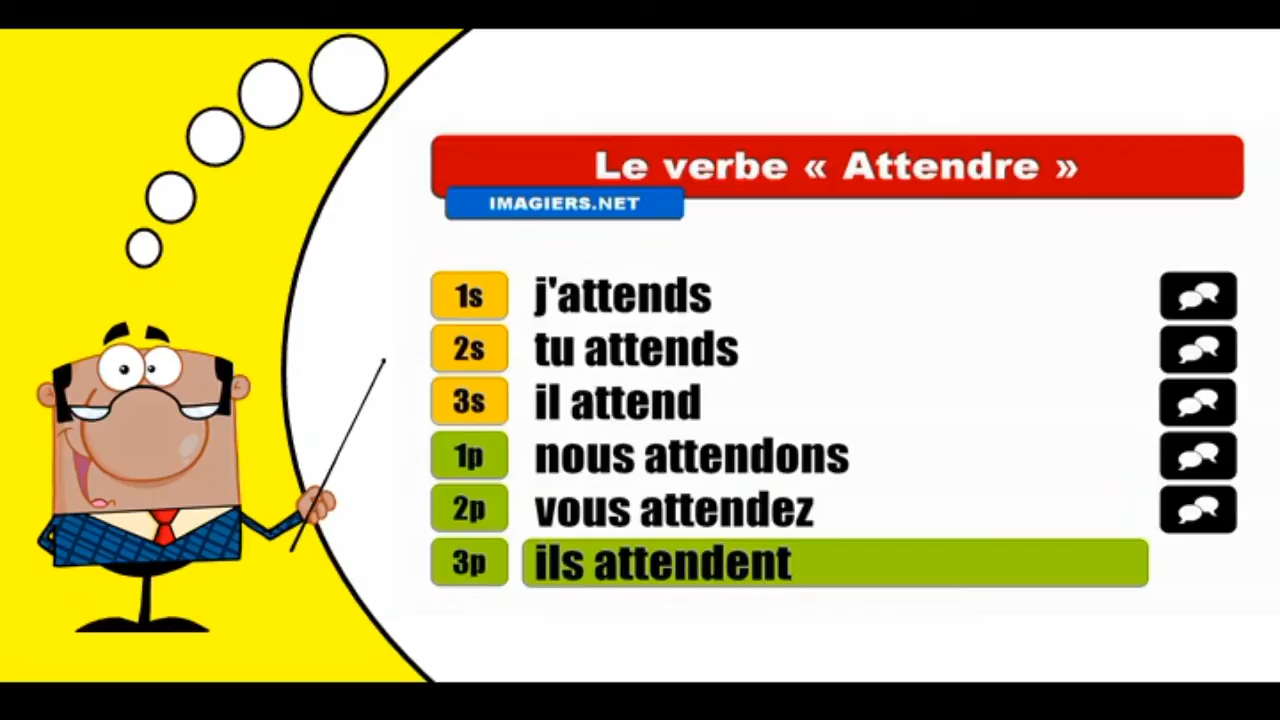 Le verbe « Attendre »
IMAGIERS.NET
1s j'attends
2s tu attends
3s il attend
1p nous attendons
2p vous attendez
3p ils attendent